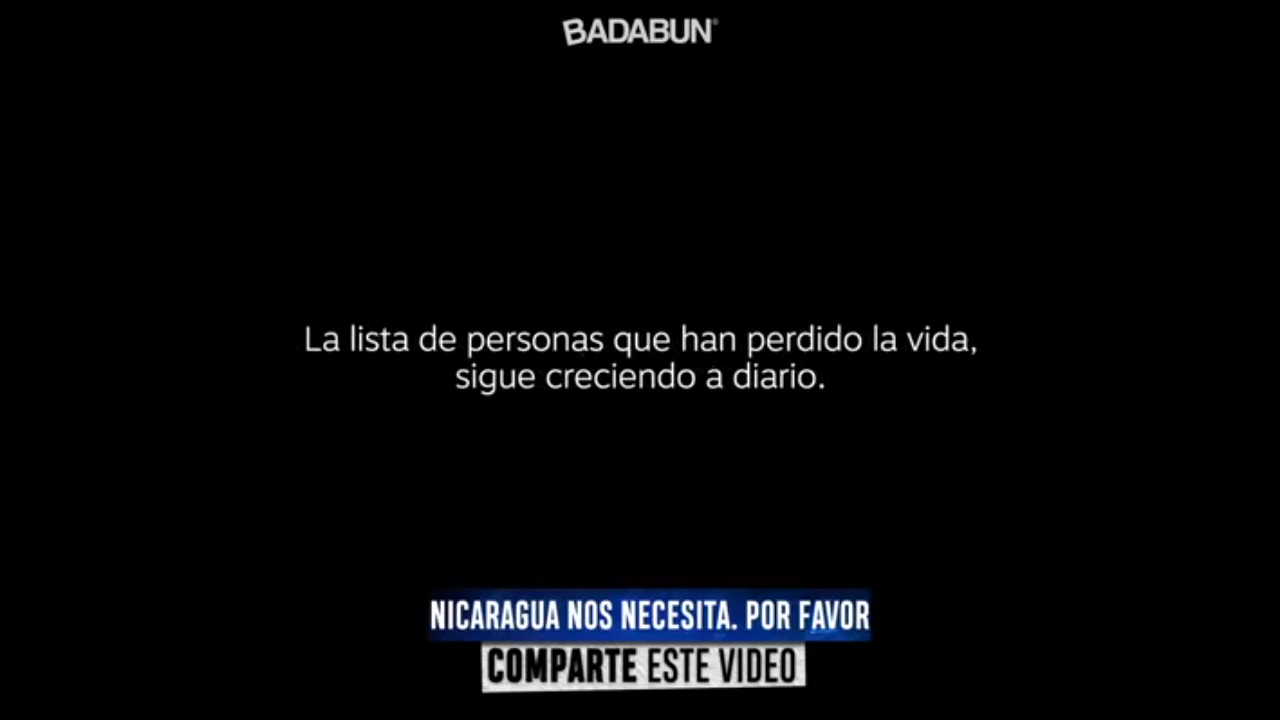 BADABUN®
La lista de personas que han perdido la vida,
sigue creciendo a diario.
NICARAGUA NOS NECESITA. POR FAVOR
COMPARTE ESTE VIDEO